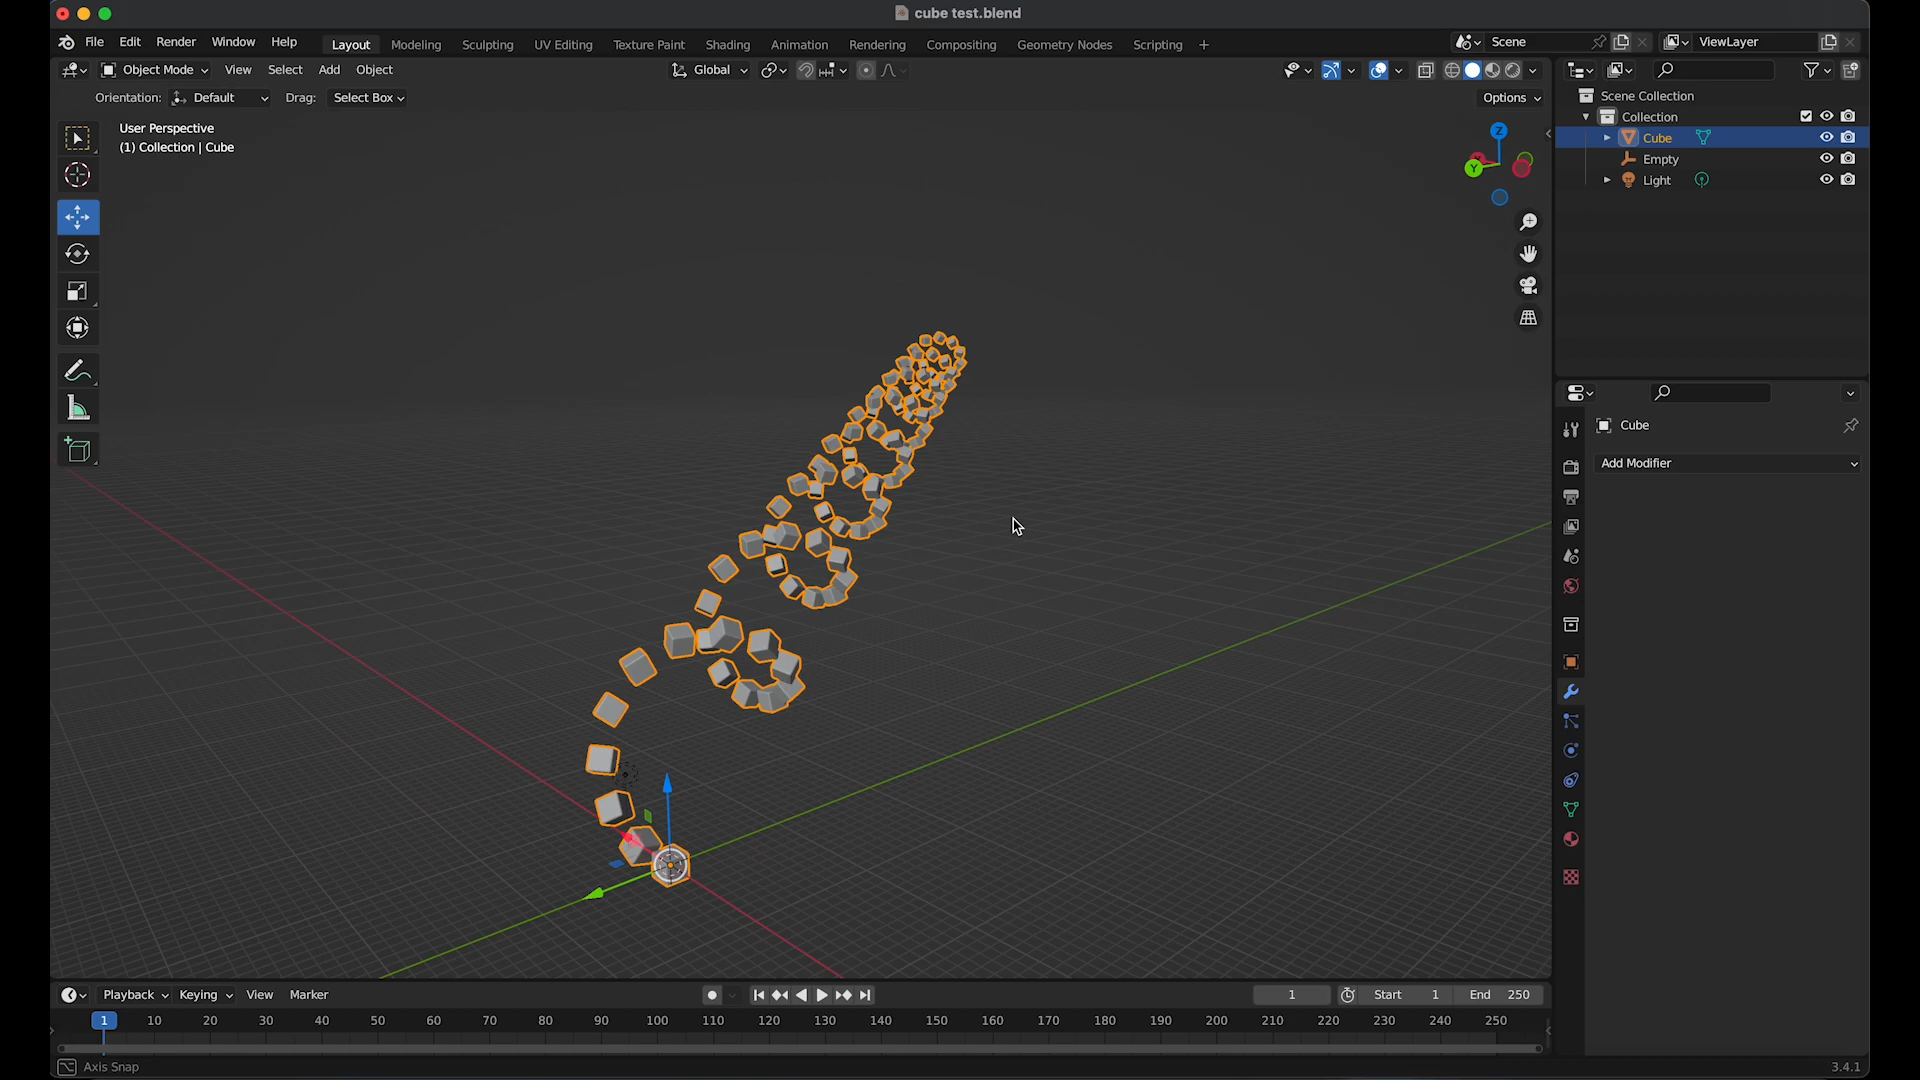 cube test.blend
File Edit Render Window Help Layout Modeling Sculpting UV Editing Texture Paint Shading Animation Rendering Compositing Geometry Nodes Scripting + Scene ViewLayer
Object Mode View Select Add Object Global
Orientation: Default Drag: Select Box Options
User Perspective
(1) Collection | Cube
Z
Y
Scene Collection
Collection
Cube
Empty
Light
Cube
Add Modifier
Playback Keying View Marker 1 Start 1 End 250
1 10 20 30 40 50 60 70 80 90 100 110 120 130 140 150 160 170 180 190 200 210 220 230 240 250
Axis Snap 3.4.1